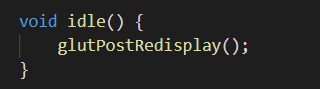 void idle() {
    glutPostRedisplay();
}